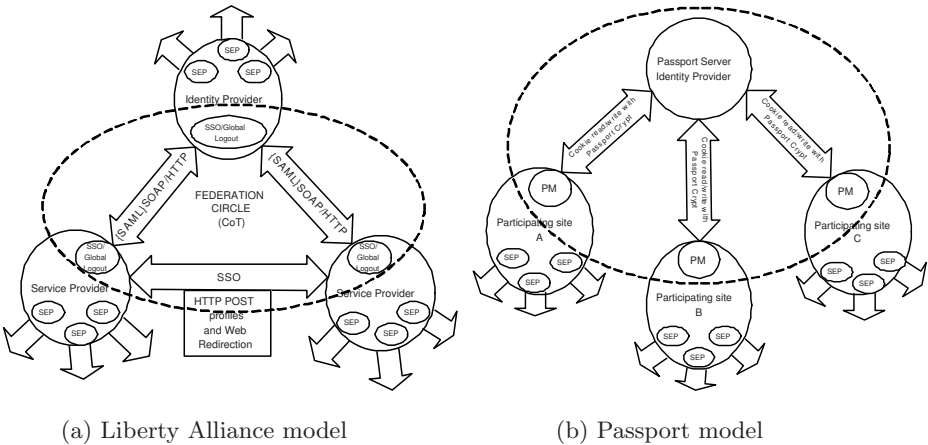 SEP
SEP
SEP
Identity Provider
SSO/Global
Logout
{SAML}SOAP/HTTP
{SAML}SOAP/HTTP
FEDERATION
CIRCLE
(CoT)
SSO/
Global
Logout
Service Provider
SEP
SEP
SEP
SSO
SSO/
Global
Logout
Service Provider
SEP
SEP
SEP
HTTP POST
profiles
and Web
Redirection
(a) Liberty Alliance model
Passport Server
Identity Provider
Cookie read/write with
Passport Crypt
Cookie read/write with
Passport Crypt
Cookie read/write with
Passport Crypt
PM
Participating site
A
SEP
SEP
SEP
PM
Participating site
B
SEP
SEP
SEP
PM
Participating site
C
SEP
SEP
SEP
(b) Passport model